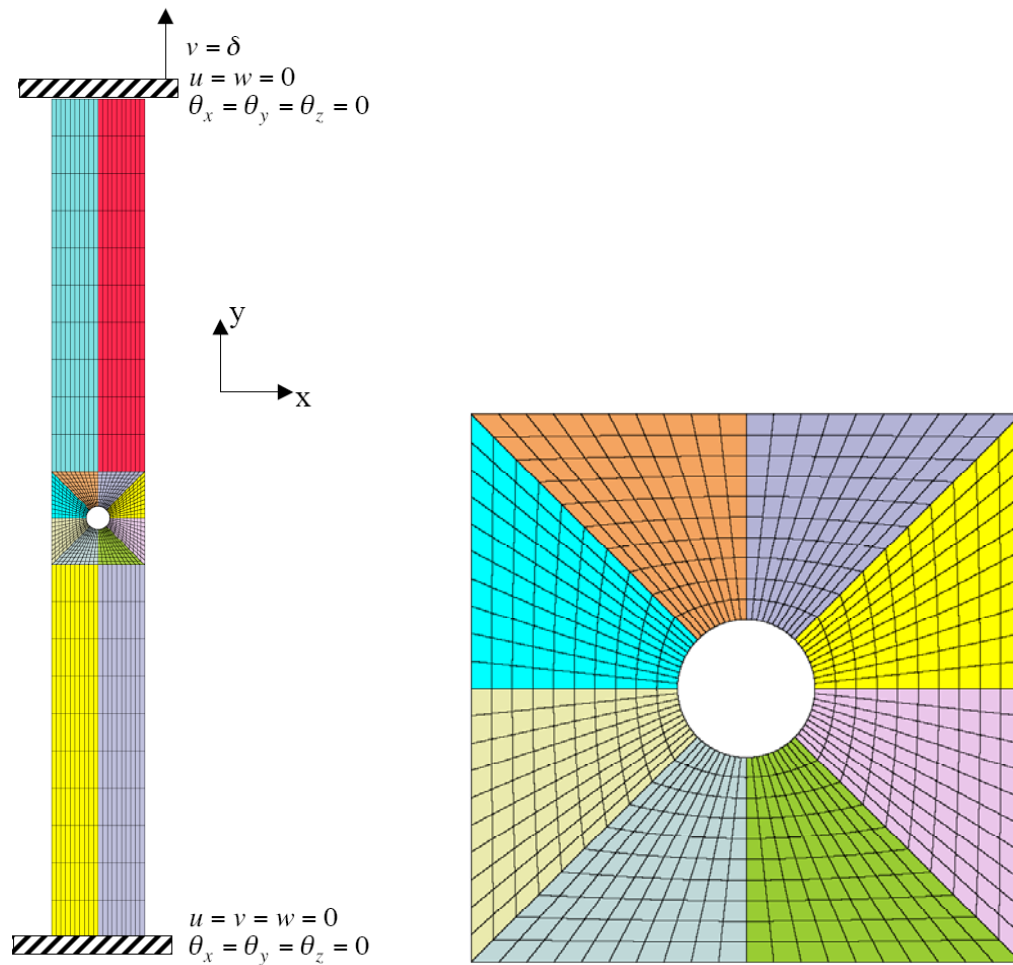 v = δ
u = w = 0
θx = θy = θz = 0
y
x
u = v = w = 0
θx = θy = θz = 0